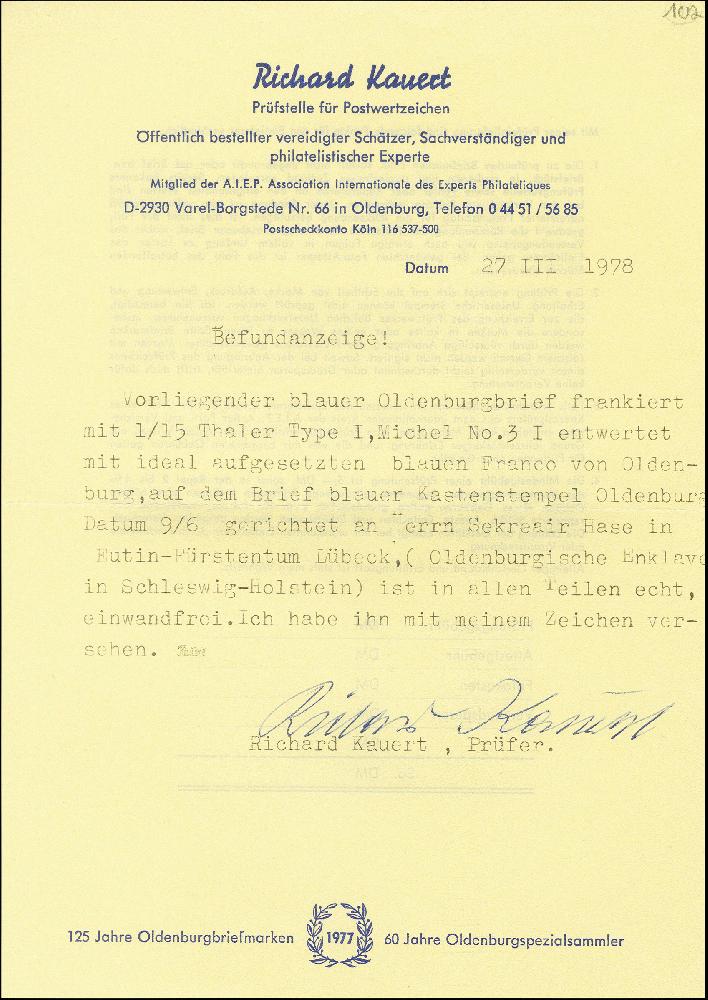 102
Richard Kauert
Prüfstelle für Postwertzeichen
Öffentlich bestellter vereidigter Schätzer, Sachverständiger und
philatelistischer Experte
Mitglied der A.I.E.P. Association Internationale des Experts Philateliques
D-2930 Varel-Borgstede Nr. 66 in Oldenburg, Telefon 0 44 51 / 56 85
Postscheckkonto Köln 116 537-500
Datum 27 III 1978
Befundanzeige!
Vorliegender blauer Oldenburgbrief frankiert
mit 1/15 Thaler Type I,Michel No.3 I entwertet
mit ideal aufgesetzten blauen Franco von Olden-
burg,auf dem Brief blauer Kastenstempel Oldenburg
Datum 9/6 gerichtet an Herrn Sekreair Hase in
Eutin-Fürstentum Lübeck,( Oldenburgische Enklave
in Schleswig-Holstein) ist in allen Teilen echt,
einwandfrei.Ich habe ihn mit meinem Zeichen ver-
sehen.
Richard Kauert
Richard Kauert , Prüfer.
125 Jahre Oldenburgbriefmarken 1977 60 Jahre Oldenburgspezialsammler